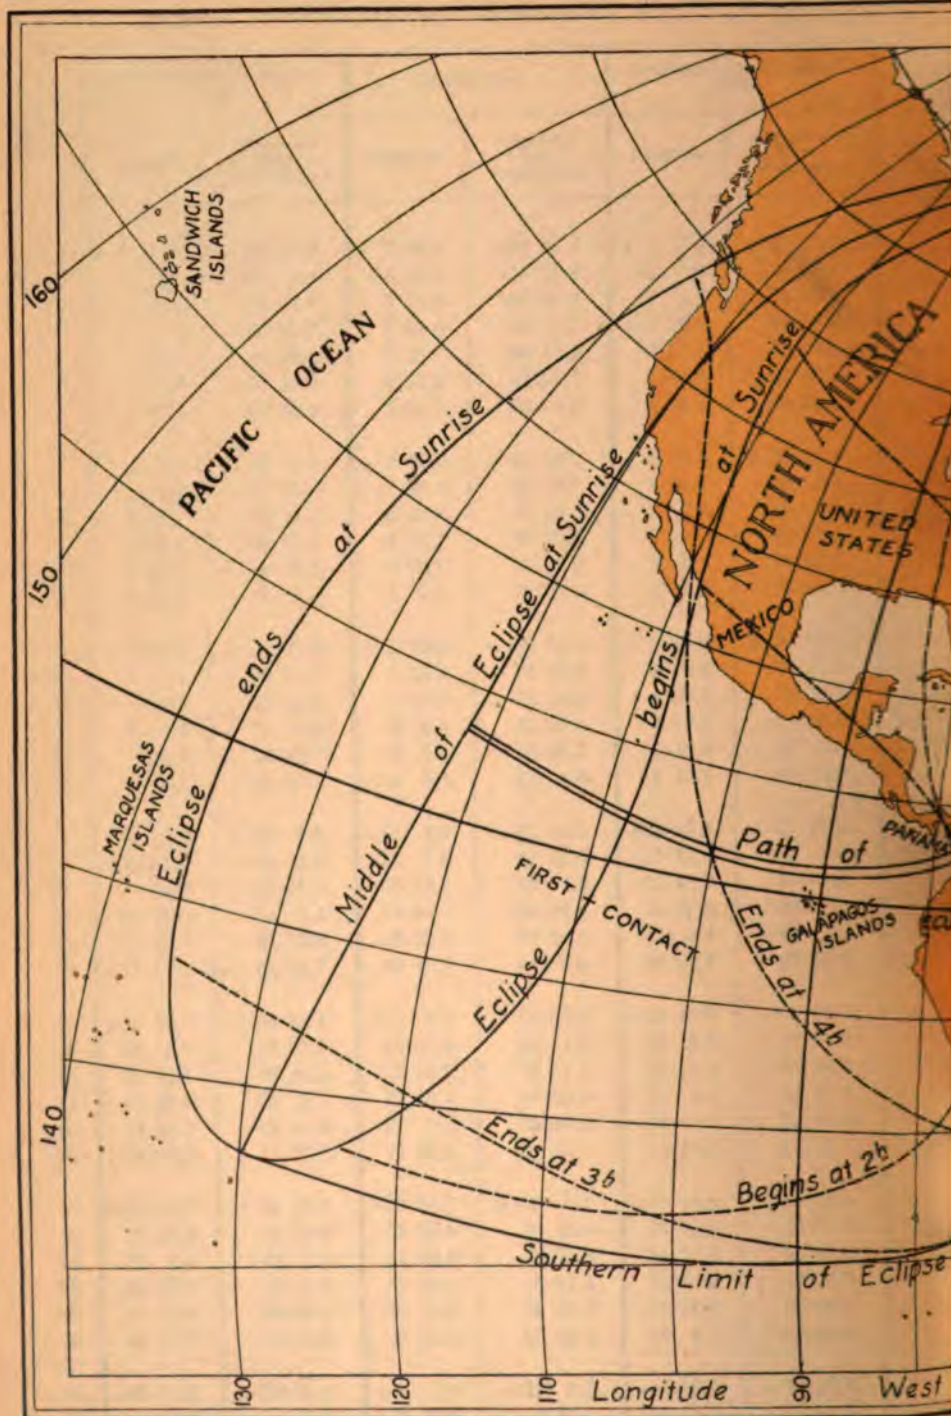 SANDWICH
ISLANDS
160
PACIFIC OCEAN
NORTH AMERICA
UNITED
STATES
MEXICO
150
Eclipse ends at Sunrise
Middle of Eclipse at Sunrise
Eclipse begins at Sunrise
MARQUESAS
ISLANDS
Path of
PANAMA
FIRST CONTACT
GALAPAGOS
ISLANDS
Ends at 4h
140
Ends at 3h
Begins at 2h
Southern Limit of Eclipse
130
120
110
Longitude
90
West